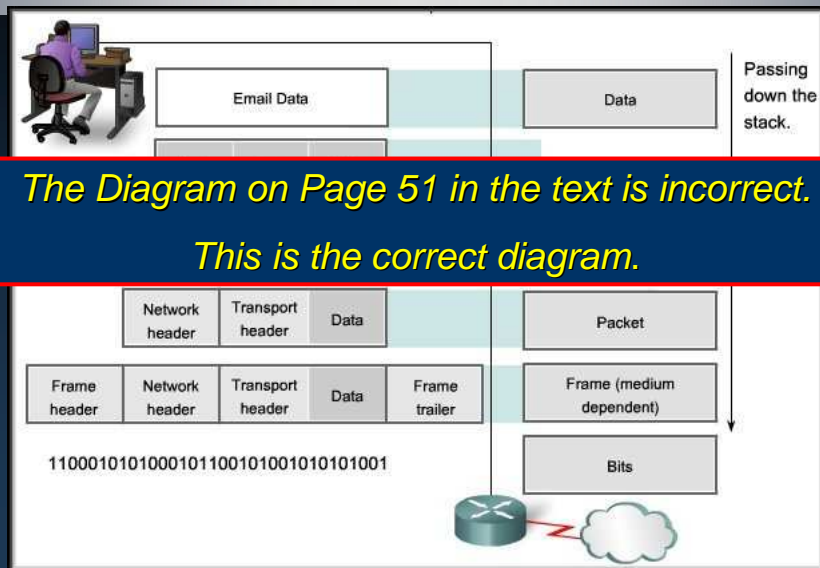 Email Data
Data
Passing
down the
stack.
The Diagram on Page 51 in the text is incorrect.
This is the correct diagram.
Network
header
Transport
header
Data
Packet
Frame
header
Network
header
Transport
header
Data
Frame
trailer
Frame (medium
dependent)
1100010101000101100101001010101001
Bits